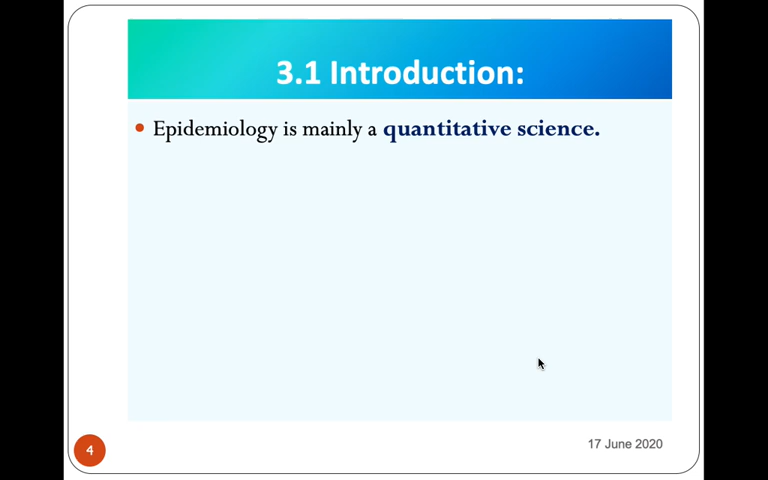 3.1 Introduction:
• Epidemiology is mainly a quantitative science.
4
17 June 2020